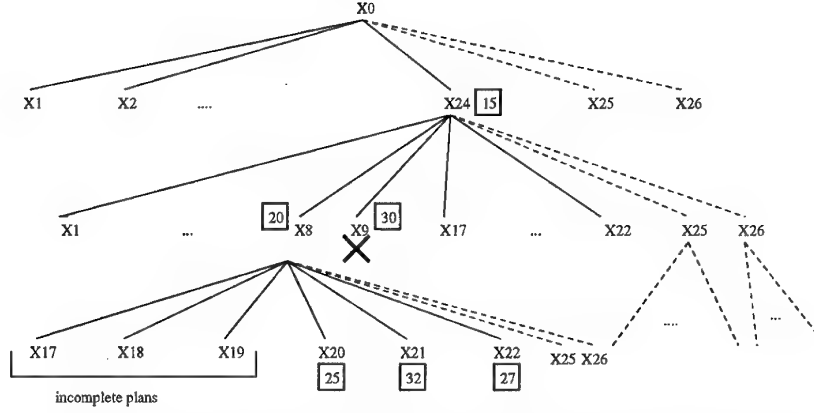 X0
X1 X2 .... X24 15 X25 X26
X1 ... 20 X8 X9 30 X17 ... X22 X25 X26
.... ...
X17 X18 X19 X20 X21 X22 X25 X26
25 32 27
incomplete plans